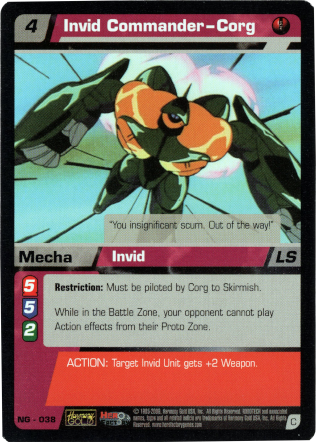 4
Invid Commander-Corg
"You insignificant scum. Out of the way!"
Mecha
Invid
LS
5
5
2
Restriction: Must be piloted by Corg to Skirmish.
While in the Battle Zone, your opponent cannot play
Action effects from their Proto Zone.
ACTION: Target Invid Unit gets +2 Weapon.
NG - 038
Harmony
GOLD
C